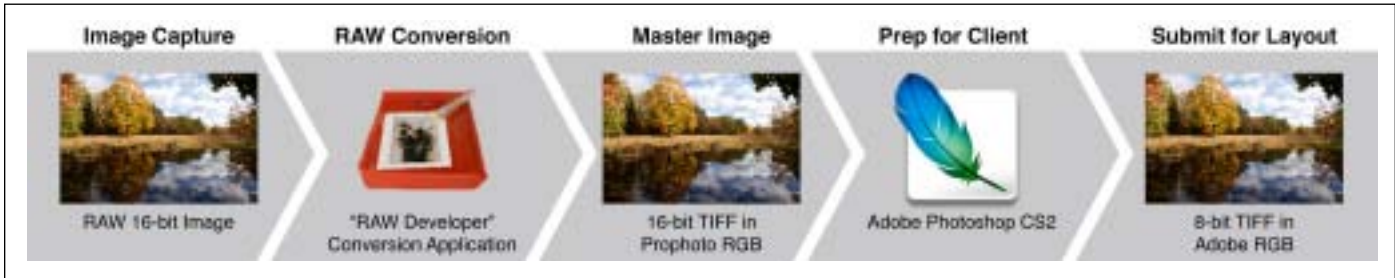 Image Capture
RAW Conversion
Master Image
Prep for Client
Submit for Layout
RAW 16-bit Image
"RAW Developer"
Conversion Application
16-bit TIFF in
Prophoto RGB
Adobe Photoshop CS2
8-bit TIFF in
Adobe RGB